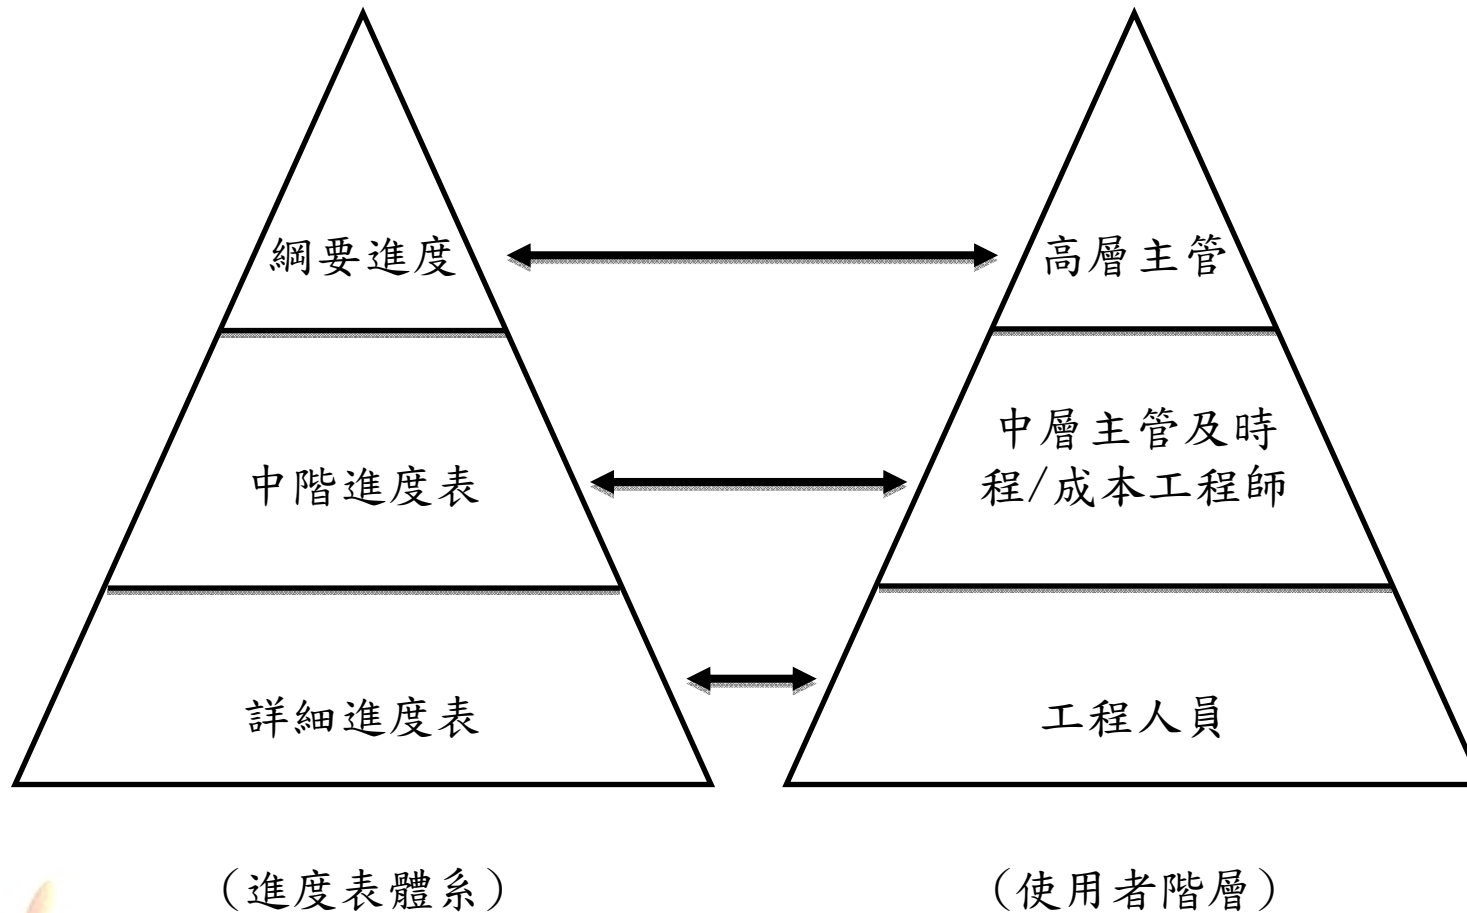 綱要進度
高層主管
中階進度表
中層主管及時
程/成本工程師
詳細進度表
工程人員
(進度表體系)
(使用者階層)